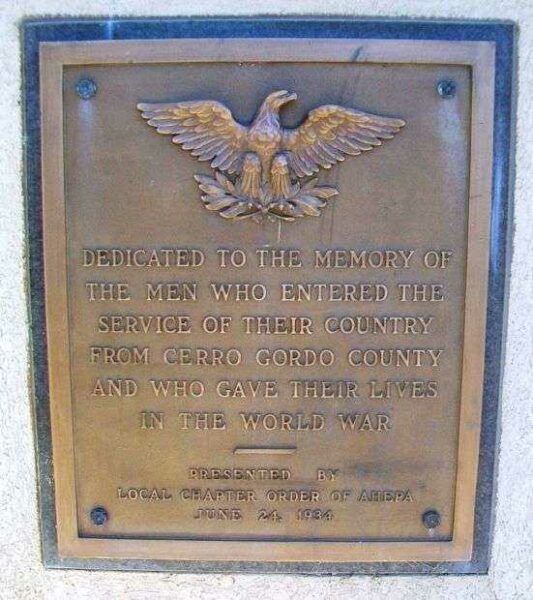 DEDICATED TO THE MEMORY OF
THE MEN WHO ENTERED THE
SERVICE OF THEIR COUNTRY
FROM CERRO GORDO COUNTY
AND WHO GAVE THEIR LIVES
IN THE WORLD WAR
PRESENTED BY
LOCAL CHAPTER ORDER OF AHEPA
JUNE 24, 1934